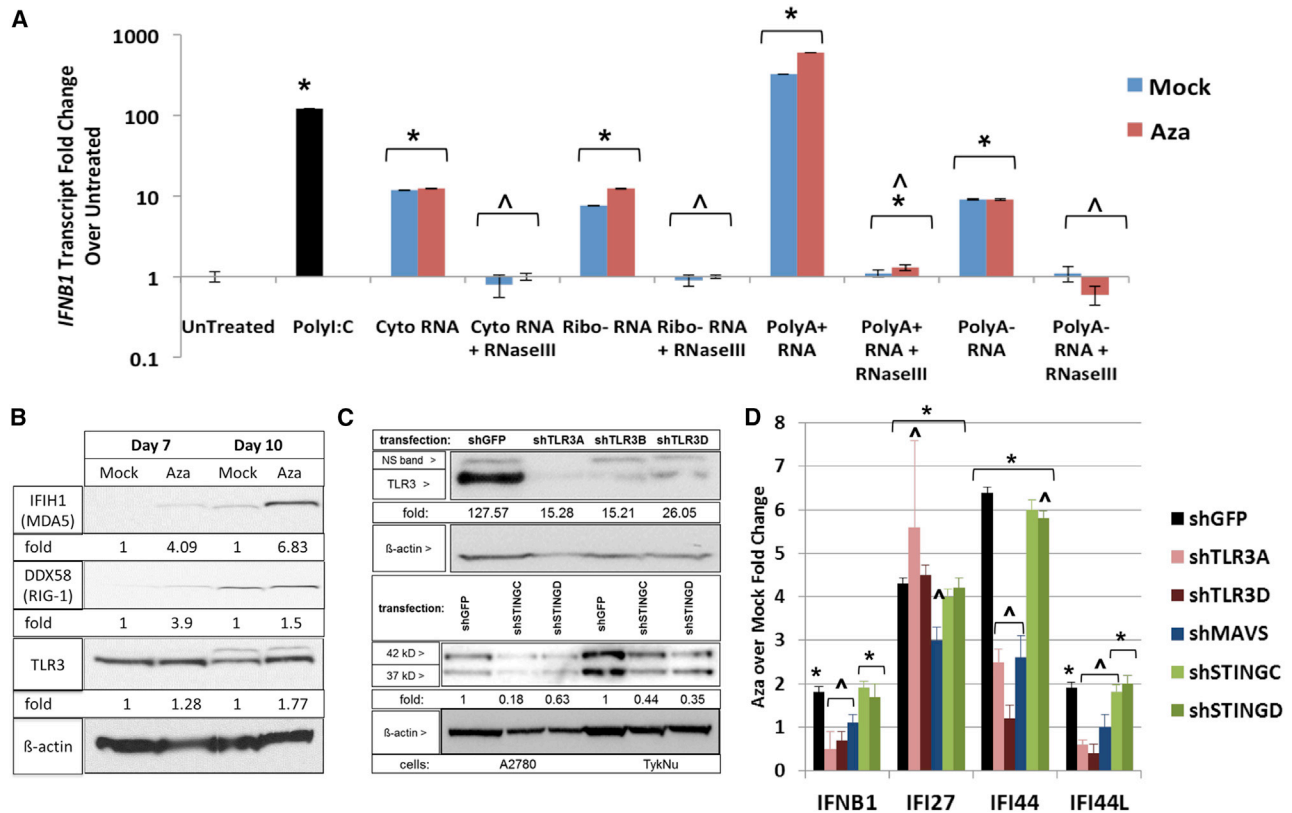 A
IFNB1 Transcript Fold Change
Over Untreated
1000
100
10
1
0.1
*
*
^
*
^
*
^
*
*
^
Mock
Aza
UnTreated
PolyI:C
Cyto RNA
Cyto RNA
+ RNaseIII
Ribo- RNA
Ribo- RNA
+ RNaseIII
PolyA+
RNA
PolyA+
RNA +
RNaseIII
PolyA-
RNA
PolyA-
RNA +
RNaseIII
B
Day 7 Day 10
Mock Aza Mock Aza
IFIH1
(MDA5)
fold 1 4.09 1 6.83
DDX58
(RIG-1)
fold 1 3.9 1 1.5
TLR3
fold 1 1.28 1 1.77
ß-actin
C
transfection: shGFP shTLR3A shTLR3B shTLR3D
NS band >
TLR3 >
fold: 127.57 15.28 15.21 26.05
ß-actin >
transfection: shGFP shSTINGC shSTINGD shGFP shSTINGC shSTINGD
42 kD >
37 kD >
fold: 1 0.18 0.63 1 0.44 0.35
ß-actin >
cells: A2780 TykNu
D
Aza over Mock Fold Change
8
7
6
5
4
3
2
1
0
* ^ *
* ^ ^
* ^ ^
* ^ *
IFNB1 IFI27 IFI44 IFI44L
shGFP
shTLR3A
shTLR3D
shMAVS
shSTINGC
shSTINGD